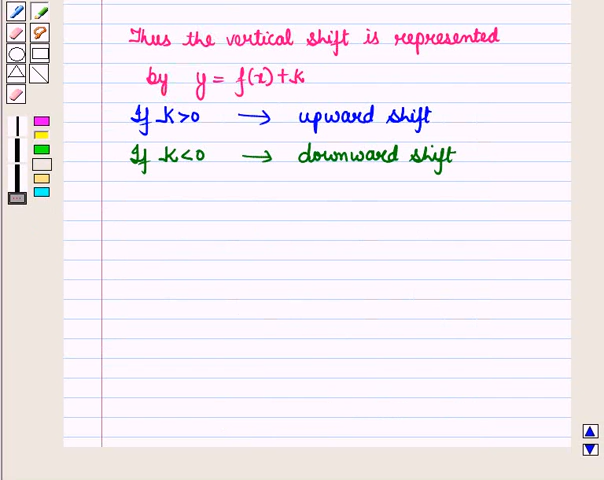 Thus the vertical shift is represented
by y = f(x)+k
If k>0 → upward shift
If k<0 → downward shift